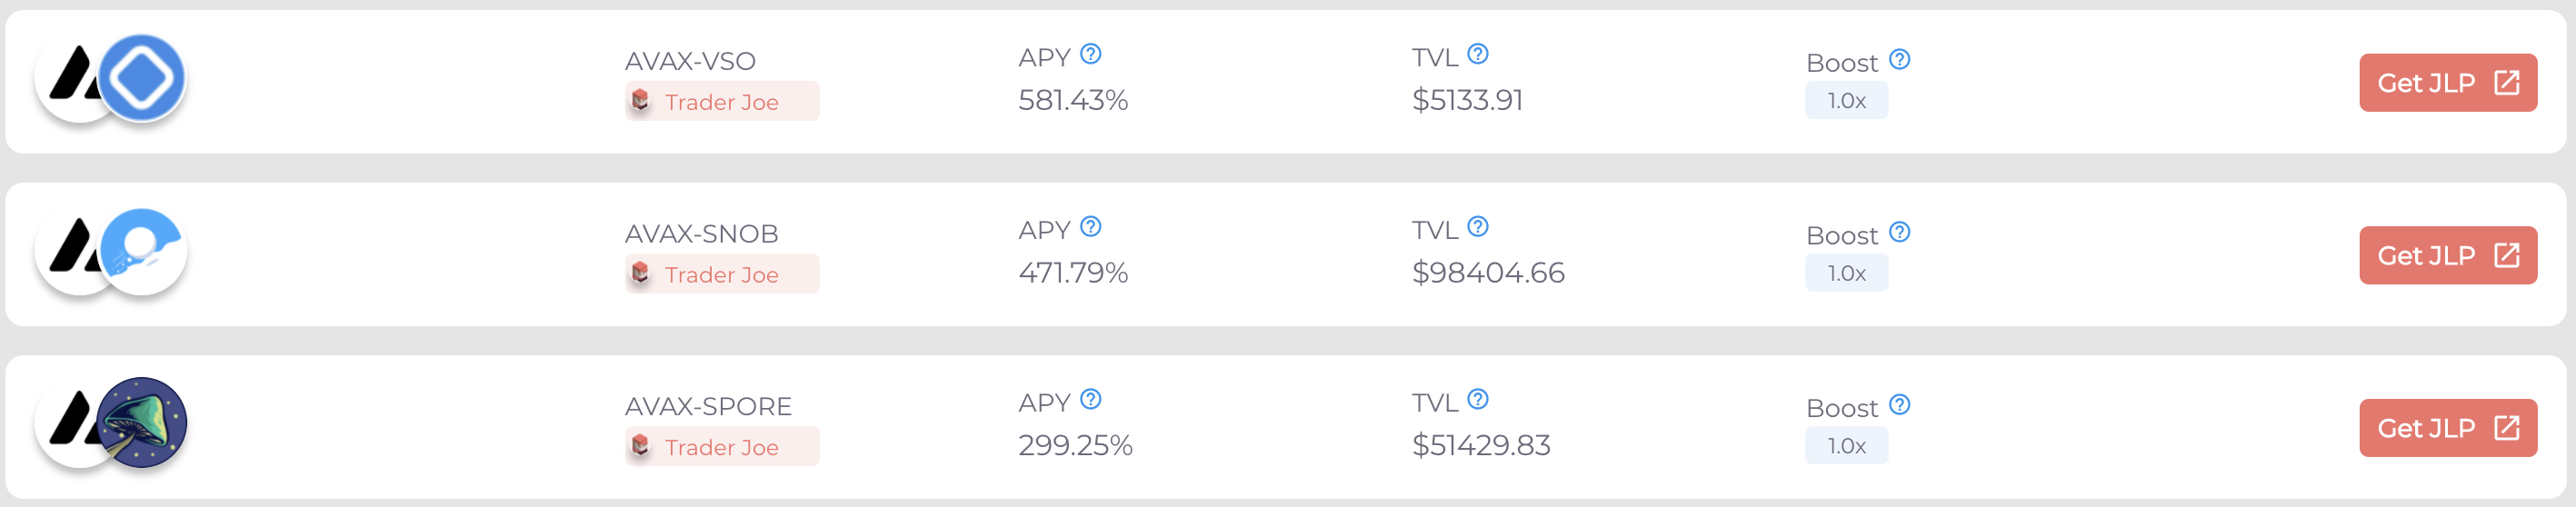 AVAX-VSO
Trader Joe
APY ?
581.43%
TVL ?
$5133.91
Boost ?
1.0x
Get JLP
AVAX-SNOB
Trader Joe
APY ?
471.79%
TVL ?
$98404.66
Boost ?
1.0x
Get JLP
AVAX-SPORE
Trader Joe
APY ?
299.25%
TVL ?
$51429.83
Boost ?
1.0x
Get JLP